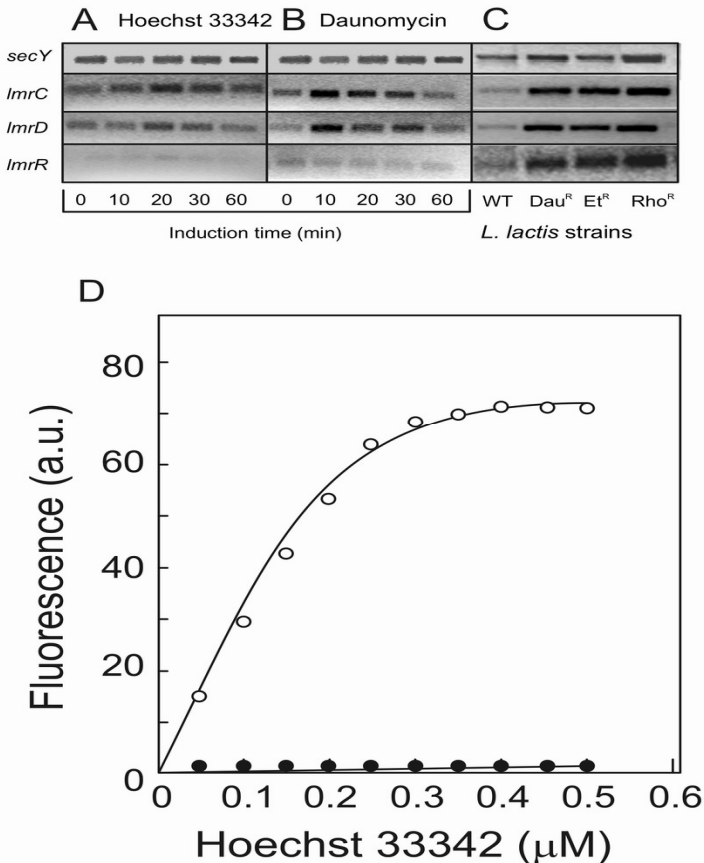 A Hoechst 33342 B Daunomycin C
secY
lmrC
lmrD
lmrR
0 10 20 30 60 0 10 20 30 60 WT Dauᴿ Etᴿ Rhoᴿ
Induction time (min) L. lactis strains
D
80
60
40
20
0
Fluorescence (a.u.)
0 0.1 0.2 0.3 0.4 0.5 0.6
Hoechst 33342 (μM)